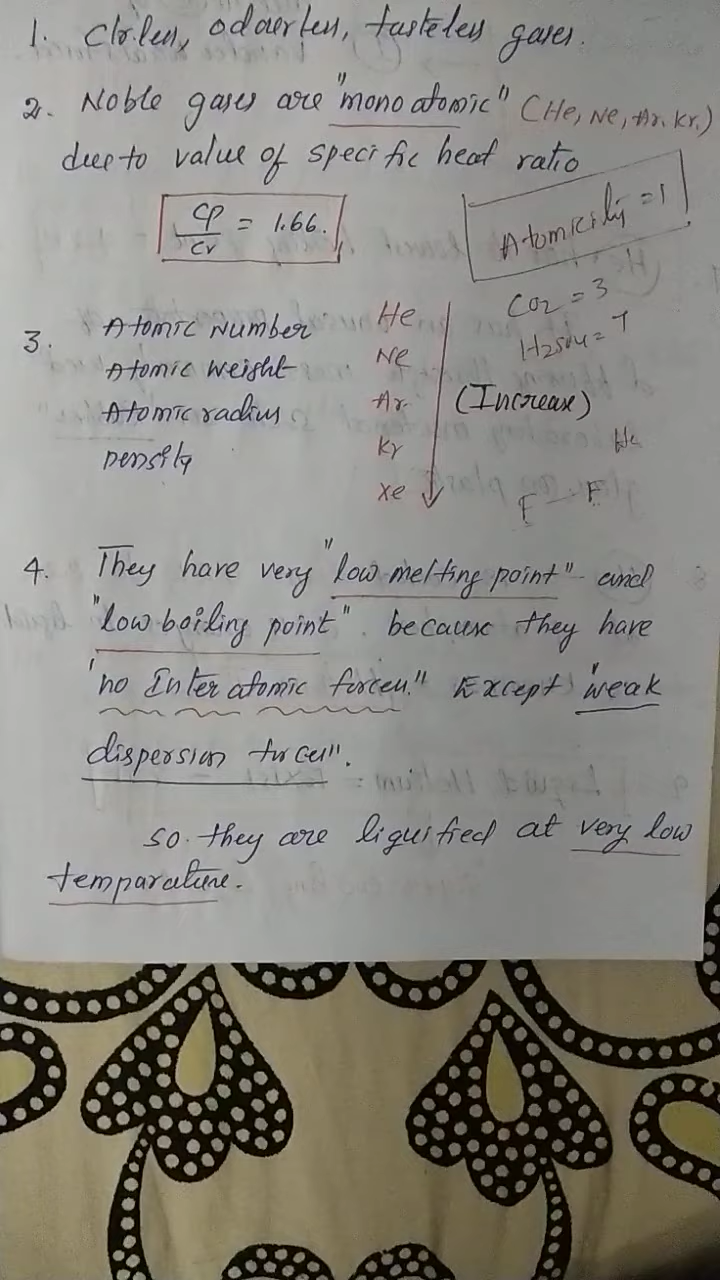 1. Clrless, odourless, tasteless gases.
2. Noble gases are "mono atomic" (He, Ne, Ar, Kr.)
due to value of specific heat ratio
Cp/Cv = 1.66.
Atomicity = 1
CO2 = 3
H2SO4 = 7
3. Atomic Number
Atomic Weight
Atomic radius
Density
He
Ne
Ar
Kr
Xe
(Increase)
He
F — F
4. They have very "low melting point" and
"low boiling point". because they have
"no Inter atomic forces." Except "weak
dispersion forces".
so they are liquified at very low
temparature.